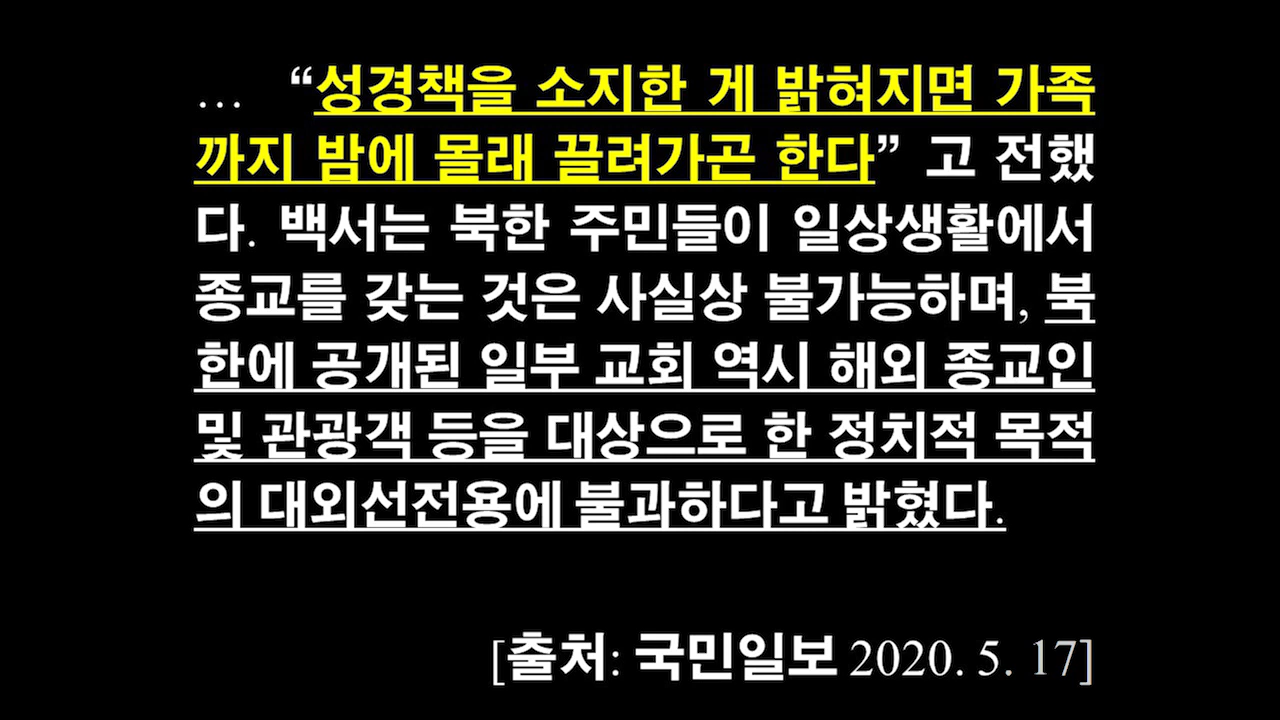 … “성경책을 소지한 게 밝혀지면 가족
까지 밤에 몰래 끌려가곤 한다” 고 전했
다. 백서는 북한 주민들이 일상생활에서
종교를 갖는 것은 사실상 불가능하며, 북
한에 공개된 일부 교회 역시 해외 종교인
및 관광객 등을 대상으로 한 정치적 목적
의 대외선전용에 불과하다고 밝혔다.
[출처: 국민일보 2020. 5. 17]